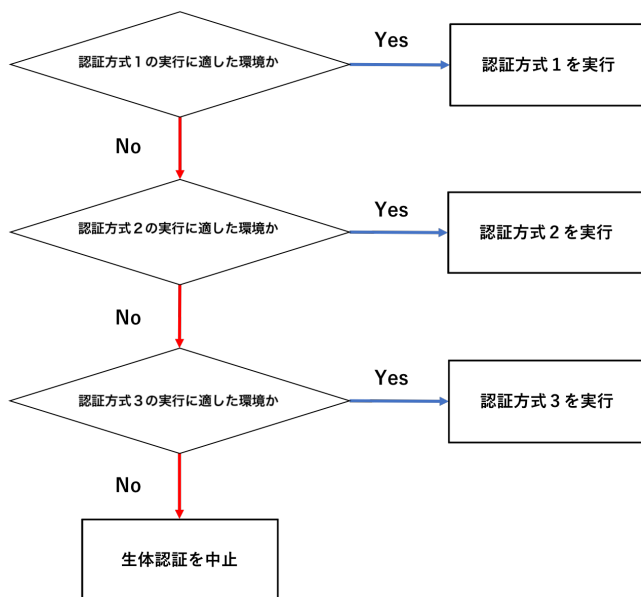 認証方式１の実行に適した環境か
Yes
認証方式１を実行
No
認証方式２の実行に適した環境か
Yes
認証方式２を実行
No
認証方式３の実行に適した環境か
Yes
認証方式３を実行
No
生体認証を中止